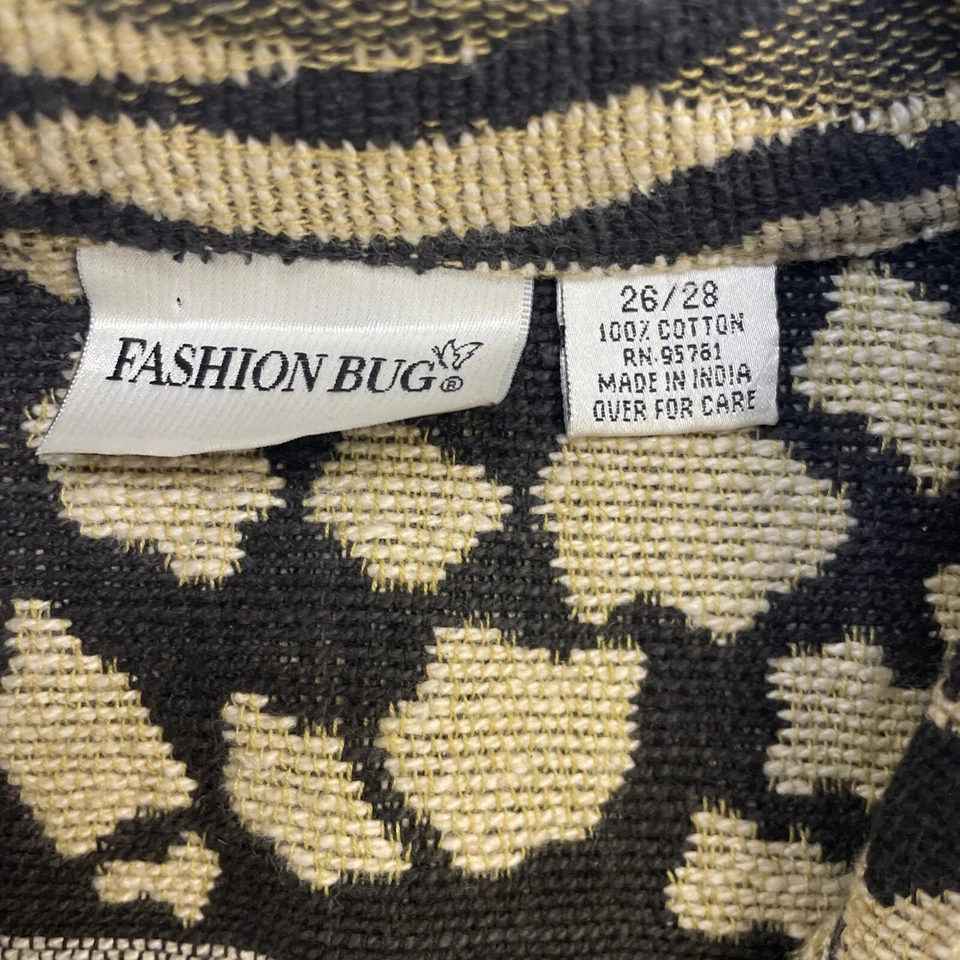 FASHION BUG®
26/28
100% COTTON
RN 95761
MADE IN INDIA
OVER FOR CARE